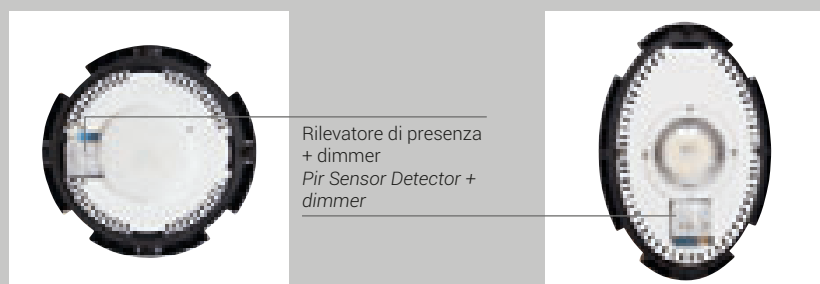 Rilevatore di presenza
+ dimmer
Pir Sensor Detector +
dimmer